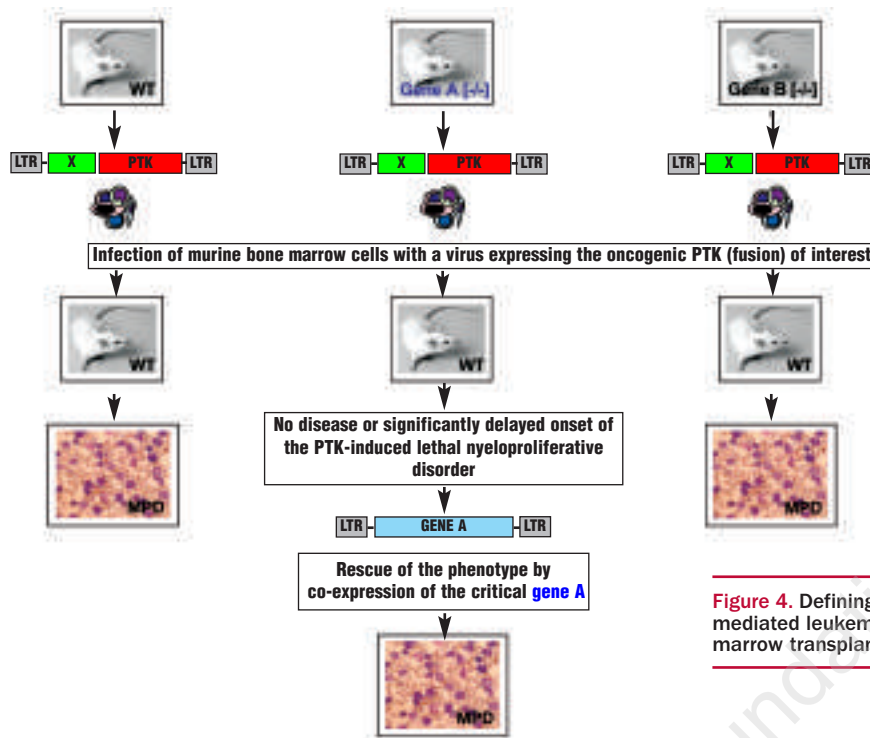 WT
Gene A [-/-]
Gene B [-/-]
LTR X PTK LTR
LTR X PTK LTR
LTR X PTK LTR
Infection of murine bone marrow cells with a virus expressing the oncogenic PTK (fusion) of interest
WT
WT
WT
MPD
No disease or significantly delayed onset of
the PTK-induced lethal nyeloproliferative
disorder
MPD
LTR GENE A LTR
Rescue of the phenotype by
co-expression of the critical gene A
MPD
Figure 4. Defining
mediated leukem
marrow transplan